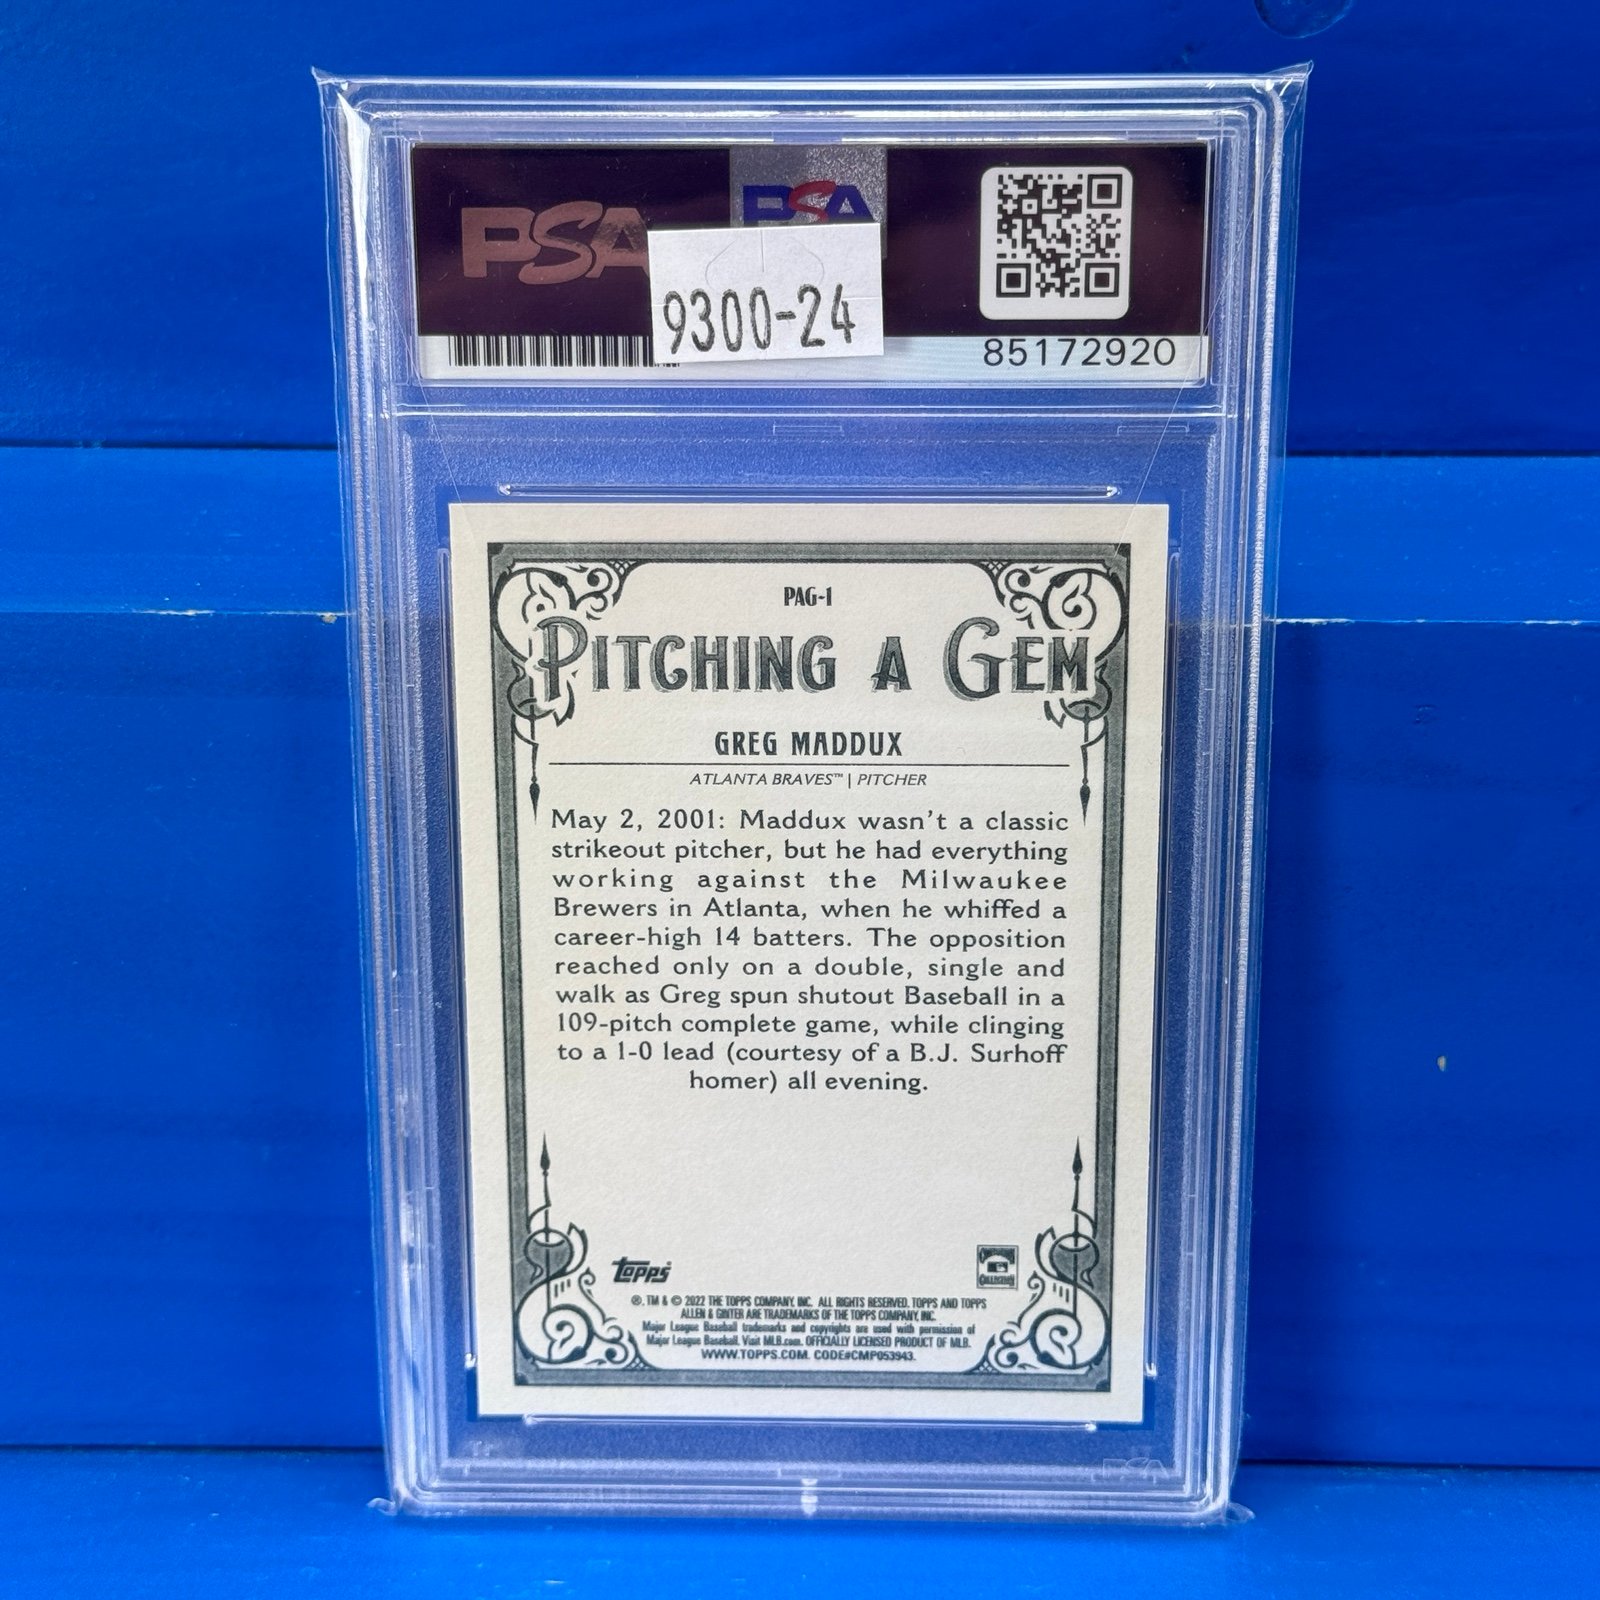 PSA
PSA
9300-24
85172920
PAG-1
PITCHING A GEM
GREG MADDUX
ATLANTA BRAVES™ | PITCHER
May 2, 2001: Maddux wasn't a classic
strikeout pitcher, but he had everything
working against the Milwaukee
Brewers in Atlanta, when he whiffed a
career-high 14 batters. The opposition
reached only on a double, single and
walk as Greg spun shutout Baseball in a
109-pitch complete game, while clinging
to a 1-0 lead (courtesy of a B.J. Surhoff
homer) all evening.
topps
®, TM & © 2022 THE TOPPS COMPANY, INC. ALL RIGHTS RESERVED. TOPPS AND TOPPS
ALLEN & GINTER ARE TRADEMARKS OF THE TOPPS COMPANY, INC.
Major League Baseball trademarks and copyrights are used with permission of
Major League Baseball. Visit MLB.com. OFFICIALLY LICENSED PRODUCT OF MLB.
WWW.TOPPS.COM. CODE#CMP053943.
PSA